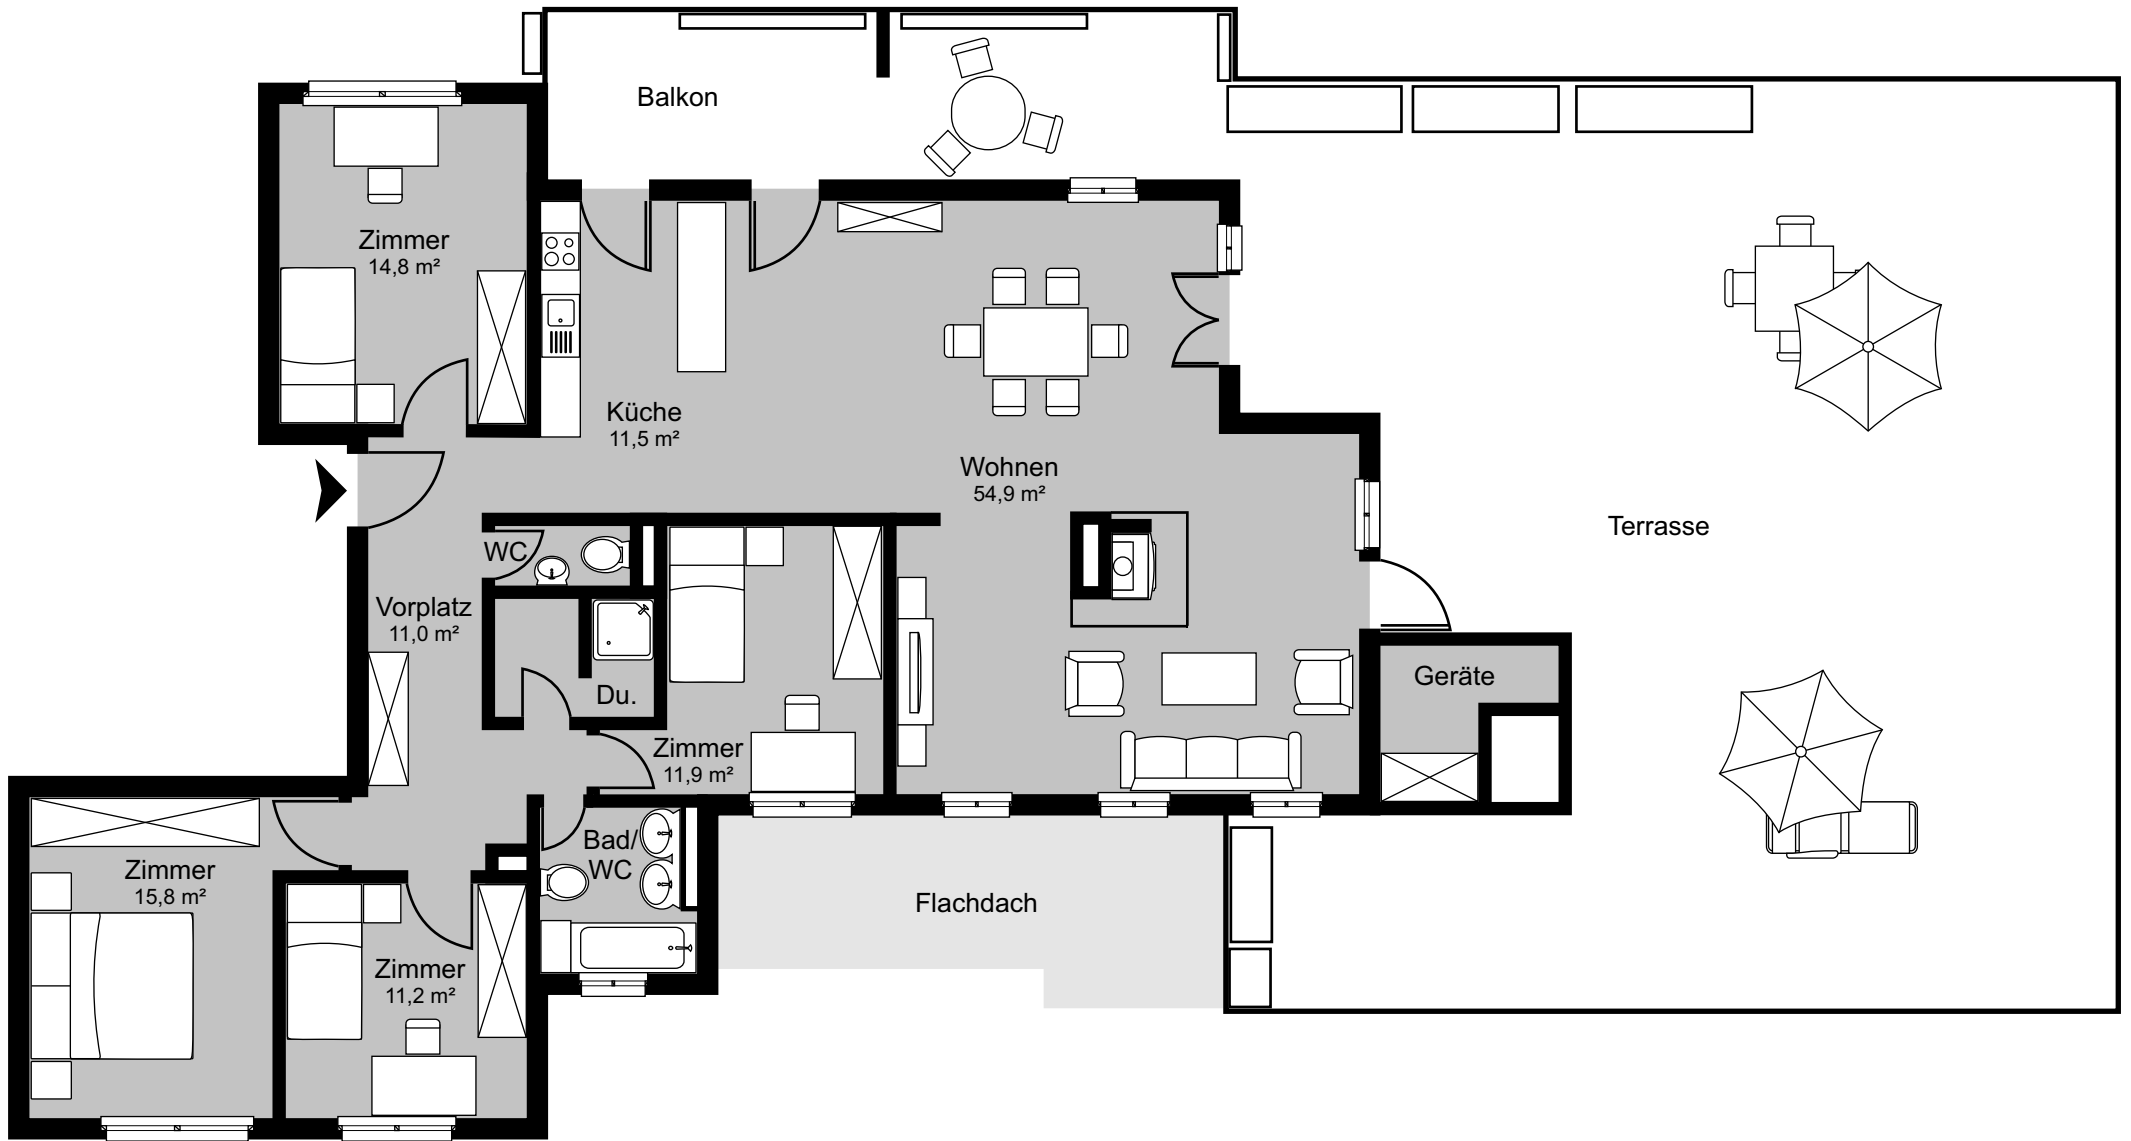 Balkon
Zimmer
14,8 m²
Küche
11,5 m²
Wohnen
54,9 m²
Terrasse
WC
Vorplatz
11,0 m²
Du.
Geräte
Zimmer
11,9 m²
Bad/
WC
Zimmer
15,8 m²
Flachdach
Zimmer
11,2 m²